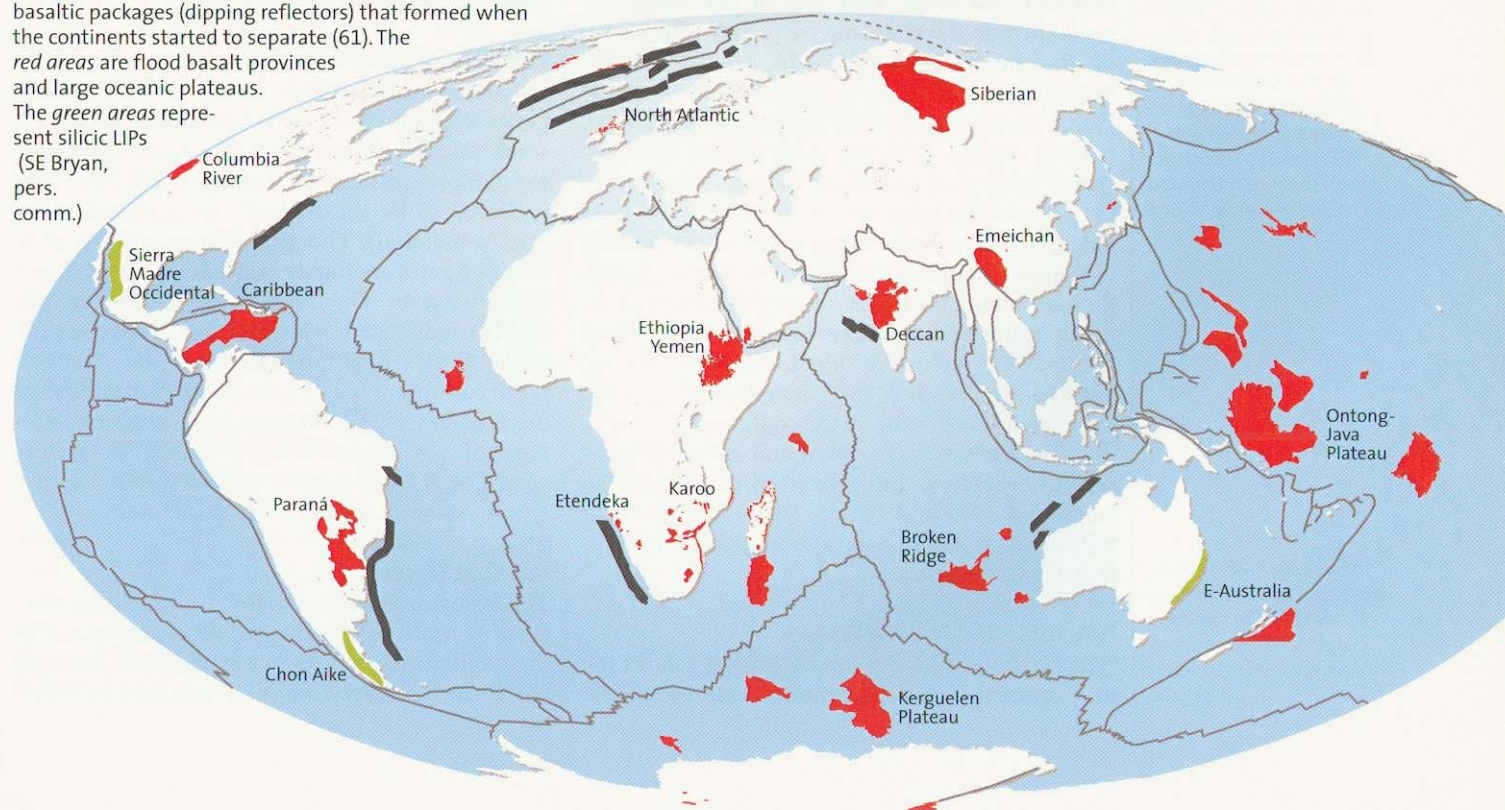 basaltic packages (dipping reflectors) that formed when
the continents started to separate (61). The
red areas are flood basalt provinces
and large oceanic plateaus.
The green areas repre-
sent silicic LIPs
(SE Bryan,
pers.
comm.)
Siberian
North Atlantic
Columbia
River
Emeichan
Sierra
Madre
Occidental
Caribbean
Ethiopia
Yemen
Deccan
Ontong-
Java
Plateau
Paraná
Etendeka
Karoo
Broken
Ridge
E-Australia
Chon Aike
Kerguelen
Plateau